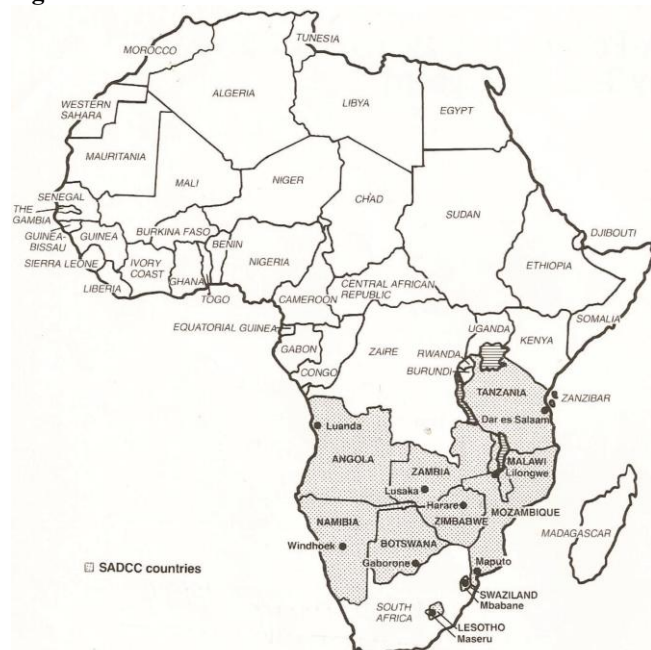 MOROCCO
TUNISIA
ALGERIA
LIBYA
EGYPT
WESTERN
SAHARA
MAURITANIA
MALI
NIGER
CHAD
SUDAN
SENEGAL
THE
GAMBIA
GUINEA-
BISSAU
GUINEA
BURKINA FASO
BENIN
NIGERIA
DJIBOUTI
ETHIOPIA
SIERRA LEONE
IVORY
COAST
GHANA
LIBERIA
TOGO
CAMEROON
CENTRAL AFRICAN
REPUBLIC
SOMALIA
EQUATORIAL GUINEA
UGANDA
KENYA
GABON
CONGO
ZAIRE
RWANDA
BURUNDI
TANZANIA
ZANZIBAR
Dar es Salaam
Luanda
ANGOLA
ZAMBIA
MALAWI
Lilongwe
Lusaka
Harare
MOZAMBIQUE
NAMIBIA
ZIMBABWE
MADAGASCAR
BOTSWANA
Windhoek
Gaborone
Maputo
SADCC countries
SWAZILAND
Mbabane
SOUTH
AFRICA
LESOTHO
Maseru